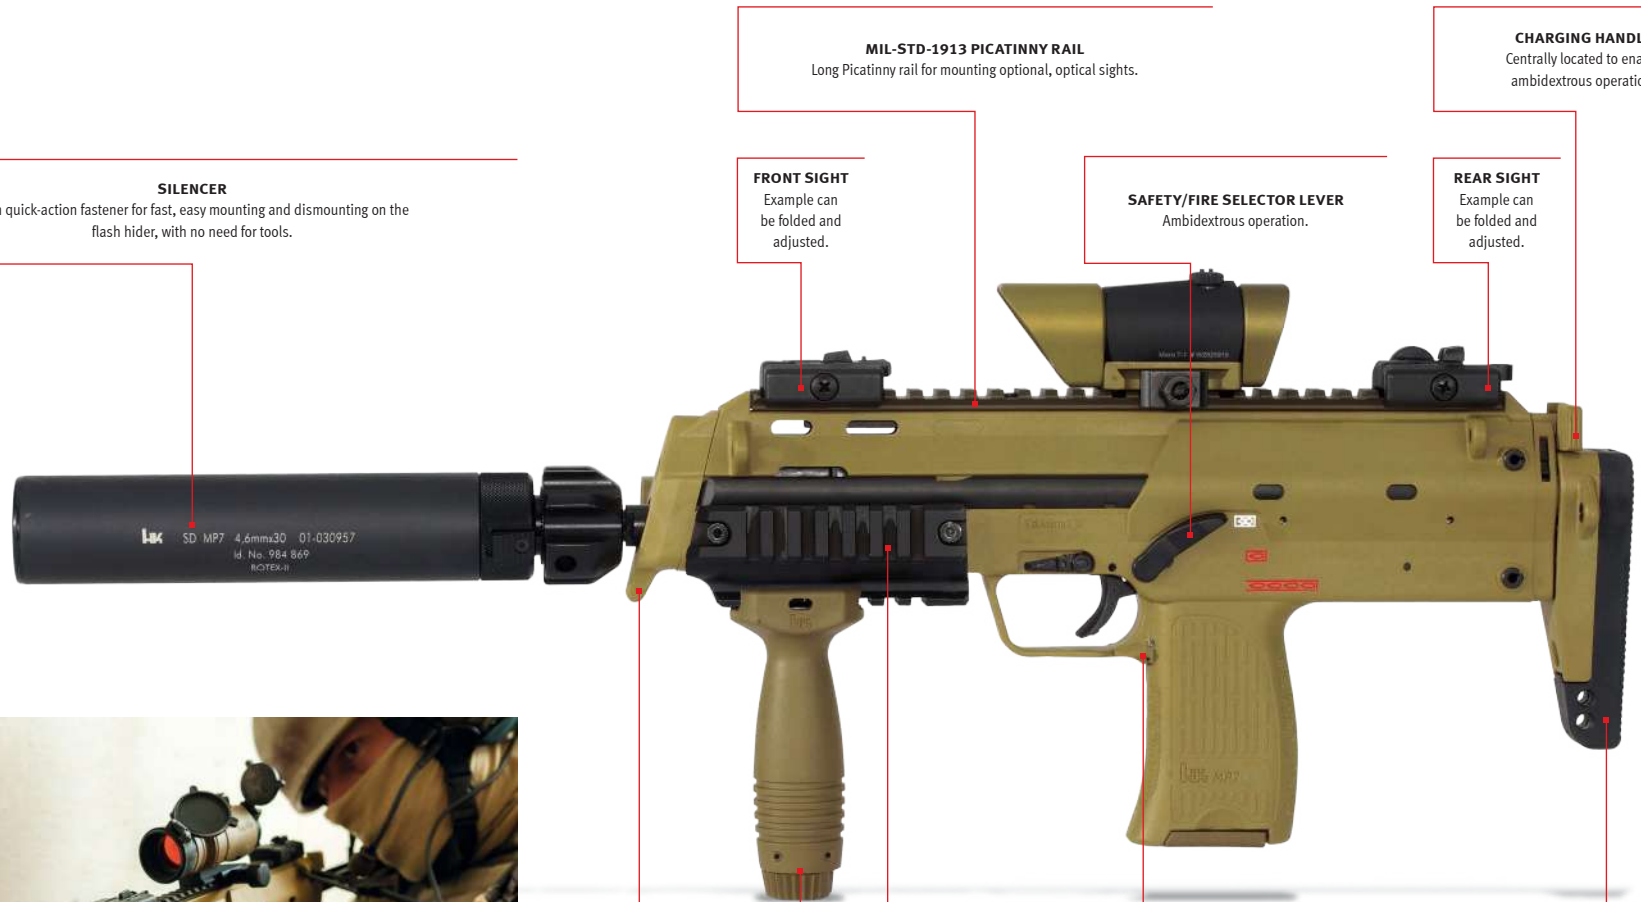 MIL-STD-1913 PICATINNY RAIL
Long Picatinny rail for mounting optional, optical sights.
CHARGING HANDL
Centrally located to ena
ambidextrous operatio
SILENCER
quick-action fastener for fast, easy mounting and dismounting on the
flash hider, with no need for tools.
FRONT SIGHT
Example can
be folded and
adjusted.
SAFETY/FIRE SELECTOR LEVER
Ambidextrous operation.
REAR SIGHT
Example can
be folded and
adjusted.
HK SD MP7 4,6mmx30 01-030957
Id. No. 984 869
ROTEX-II
HK MP7